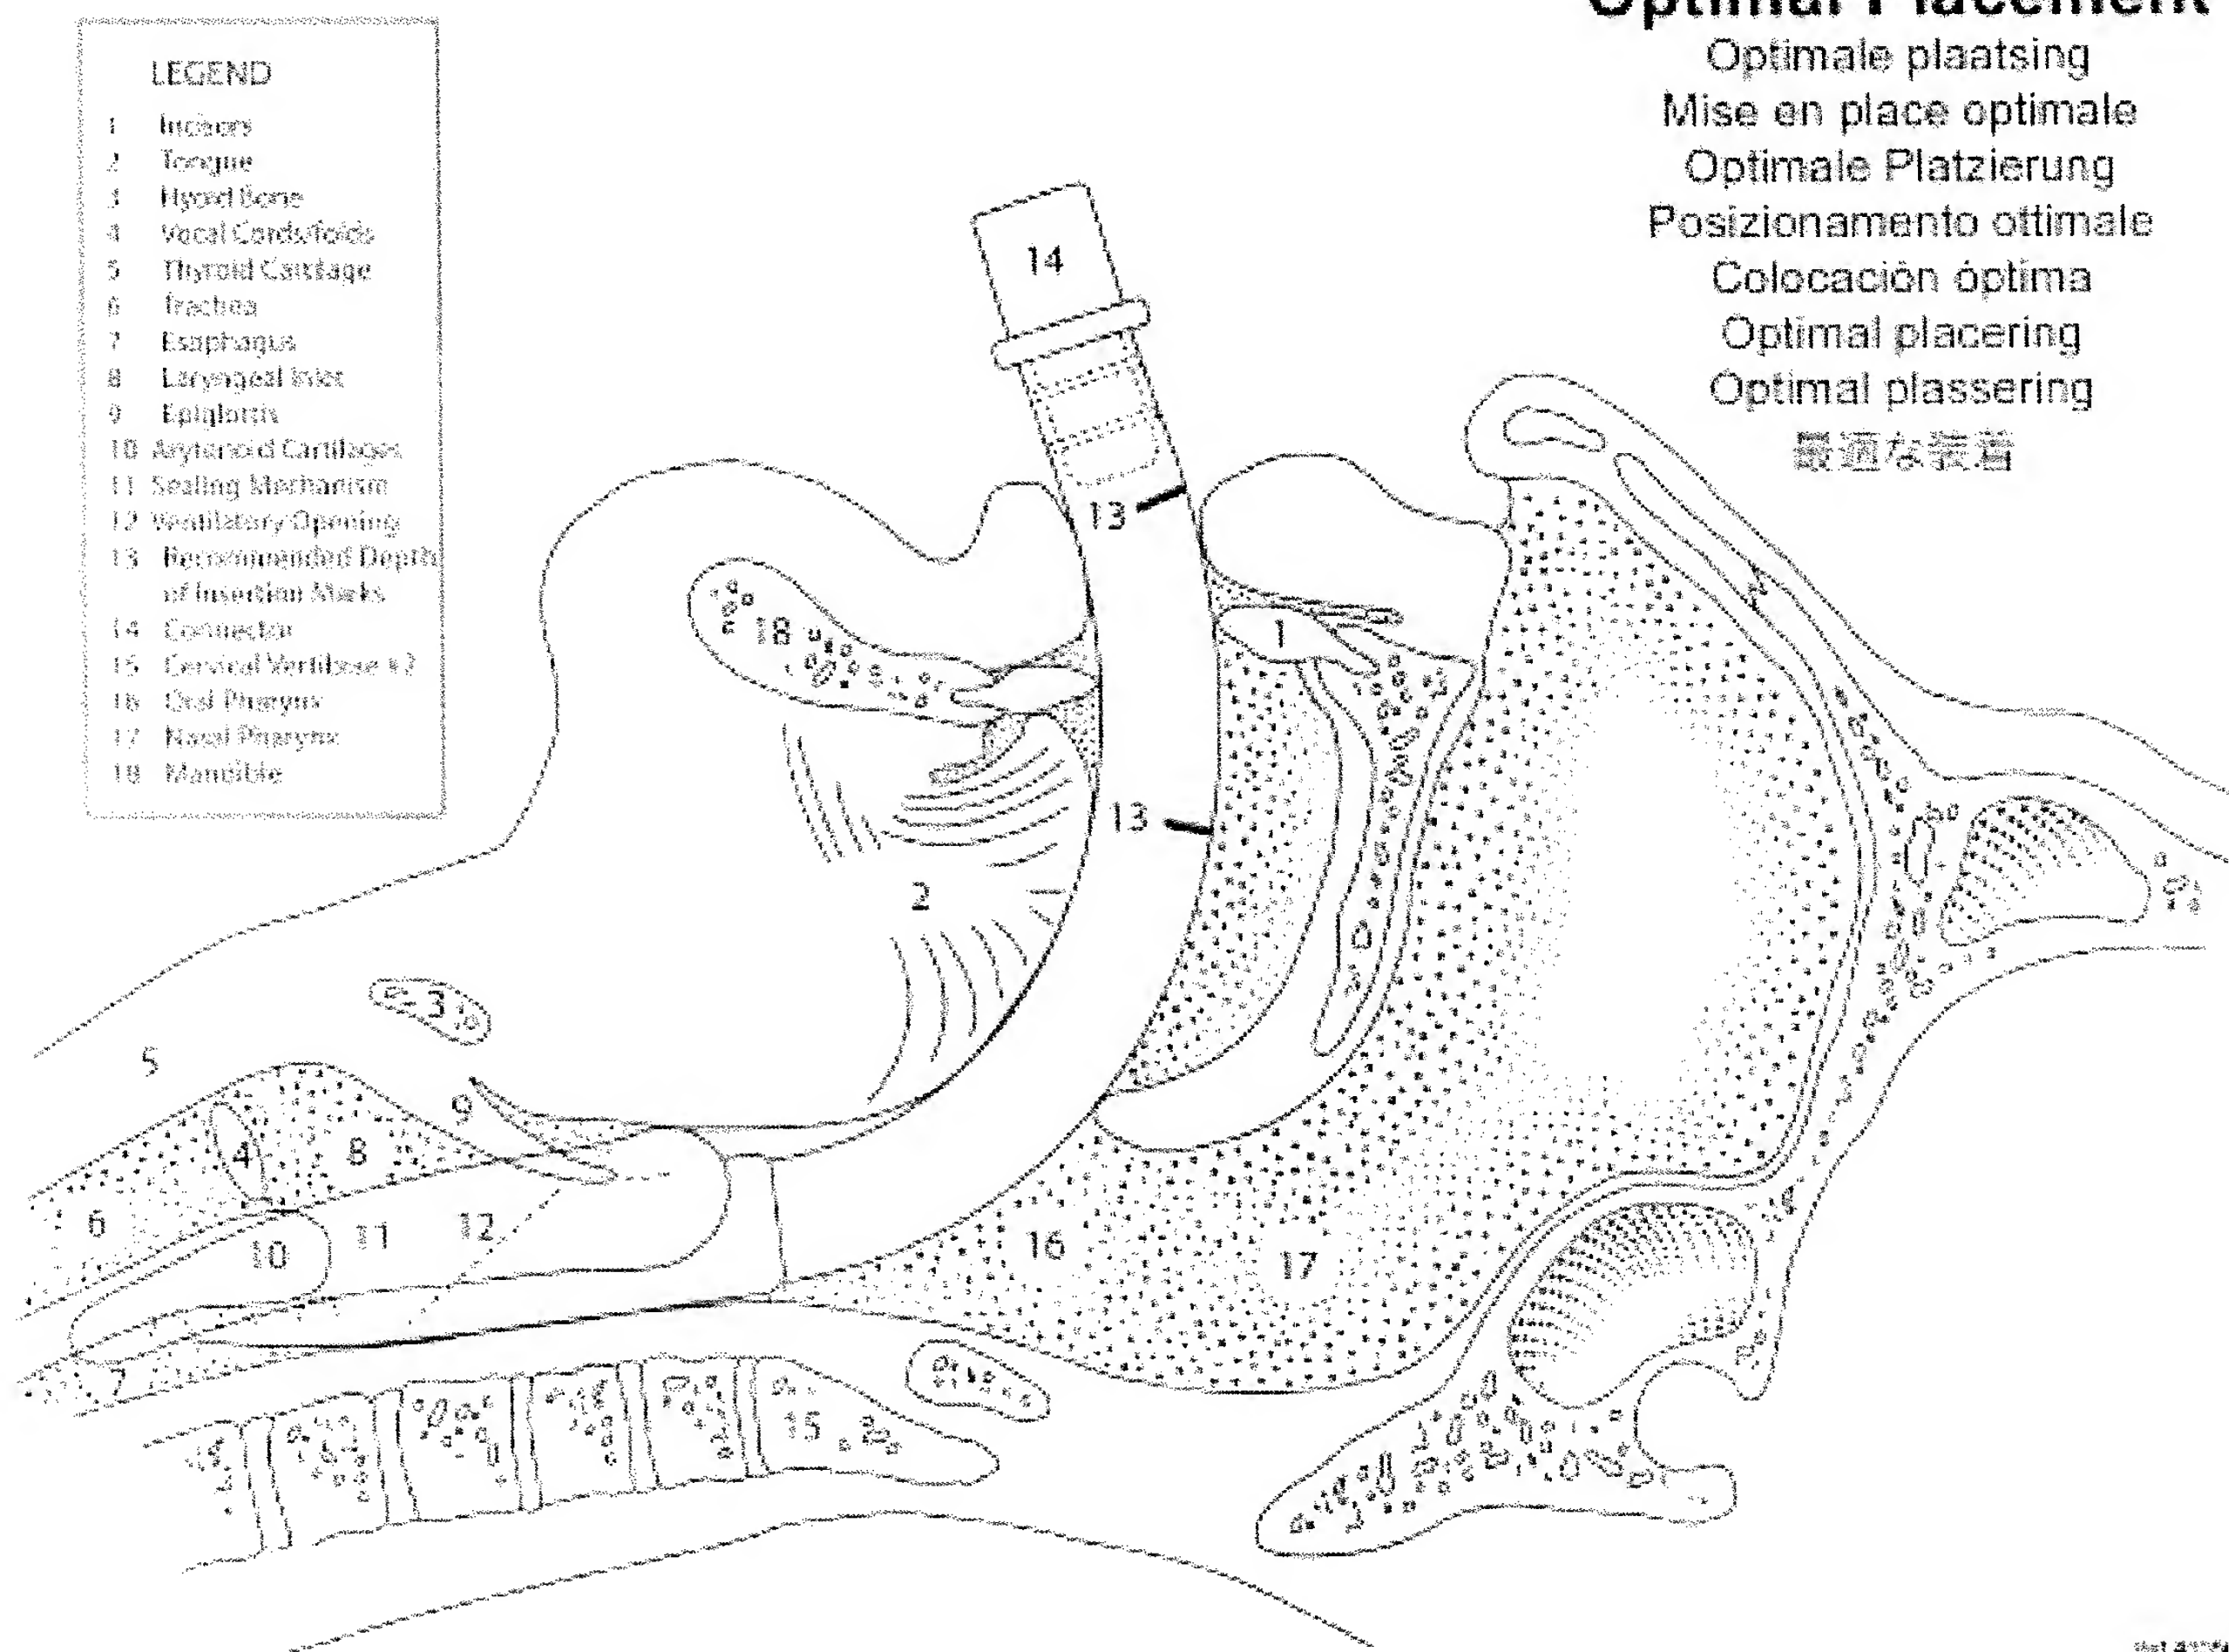 Optimal Placement
Optimale plaatsing
Mise en place optimale
Optimale Platzierung
Posizionamento ottimale
Colocación óptima
Optimal placering
Optimal plassering
最適な装着
LEGEND
1 Incisors
2 Tongue
3 Hyoid Bone
4 Vocal Cords/folds
5 Thyroid Cartilage
6 Trachea
7 Esophagus
8 Laryngeal Inlet
9 Epiglottis
10 Arytenoid Cartilages
11 Sealing Mechanism
12 Ventilatory Opening
13 Recommended Depth
of Insertion Marks
14 Connector
15 Cervical Vertibrae #2
16 Oral Pharynx
17 Nasal Pharynx
18 Mandible
14
13
18
1
13
2
3
5
9
4
8
6
11
12
10
16
17
7
15